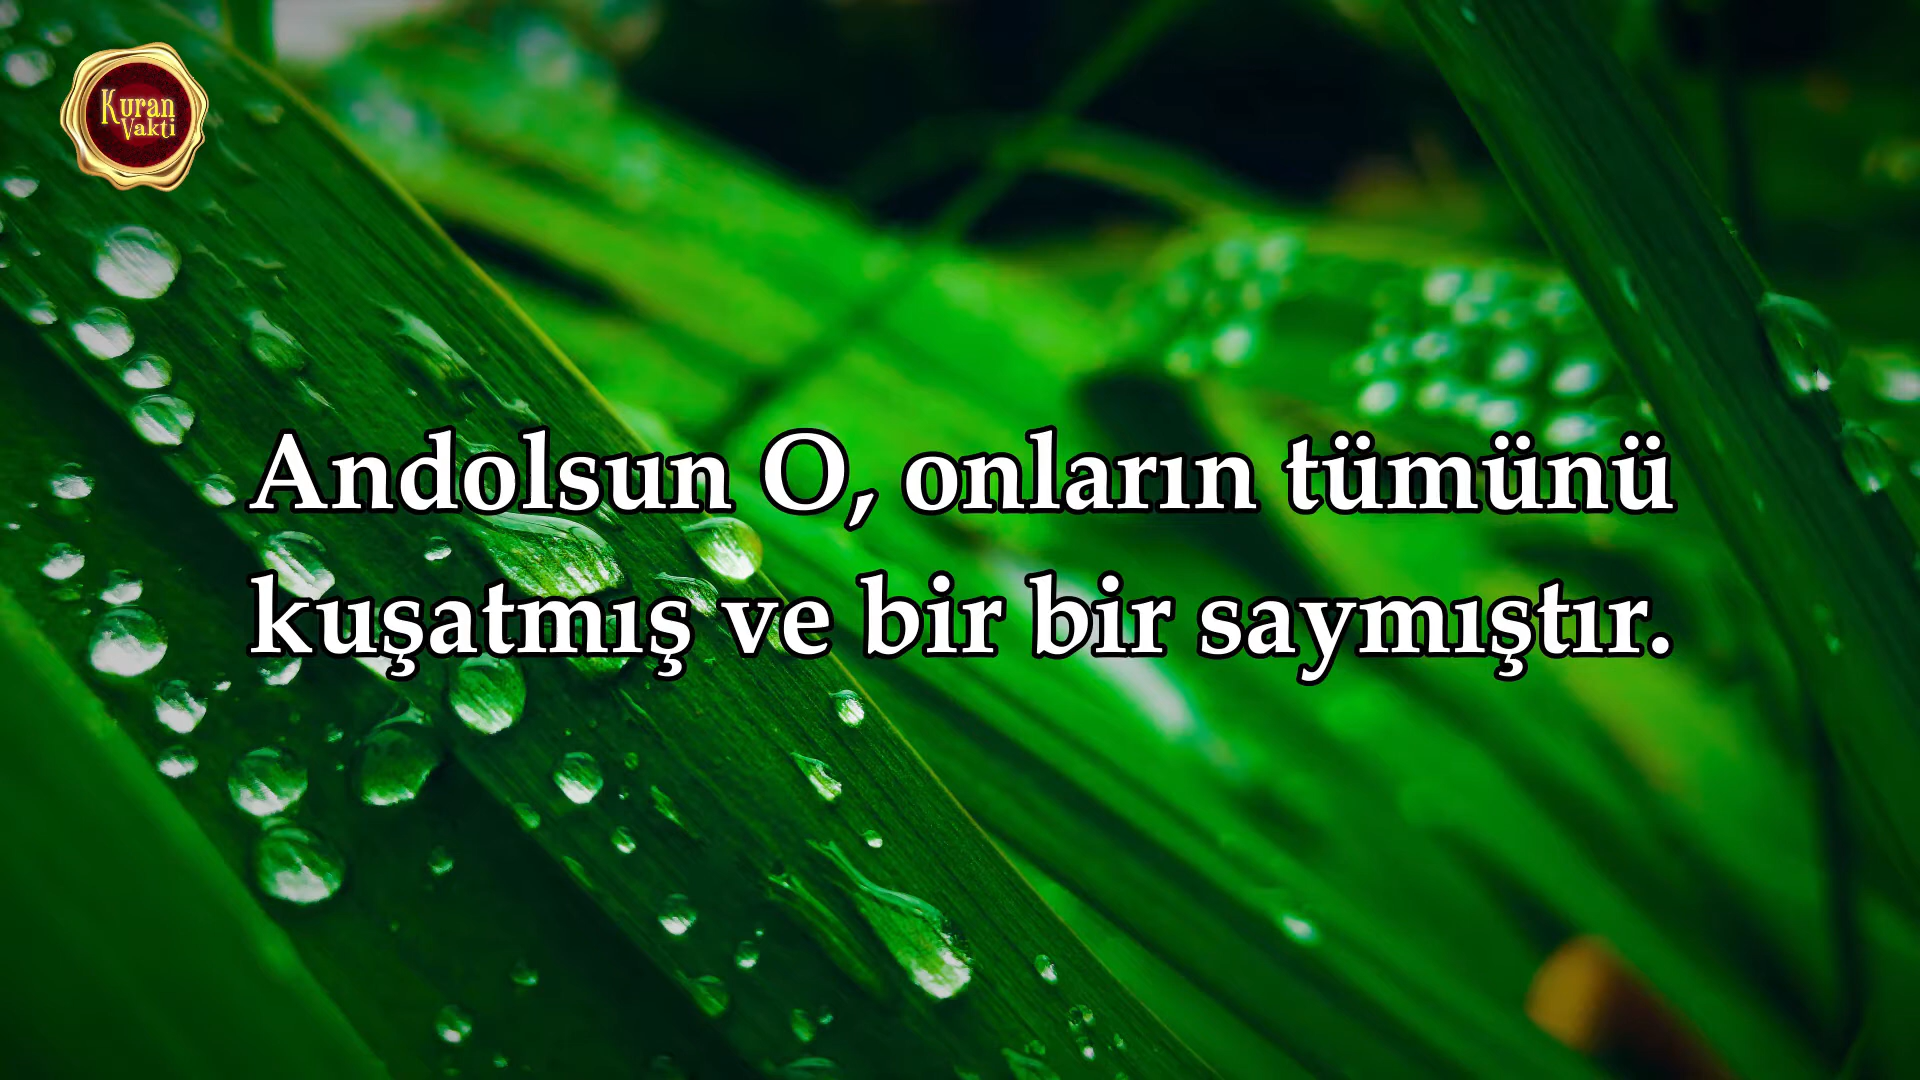 Kuran
Vakti
Andolsun O, onların tümünü
kuşatmış ve bir bir saymıştır.